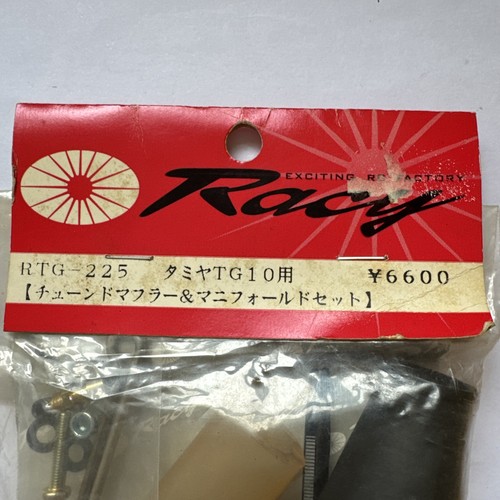 EXCITING RC FACTORY
Racy
RTG-225 タミヤTG10用 ¥6600
【チューンドマフラー&マニフォールドセット】